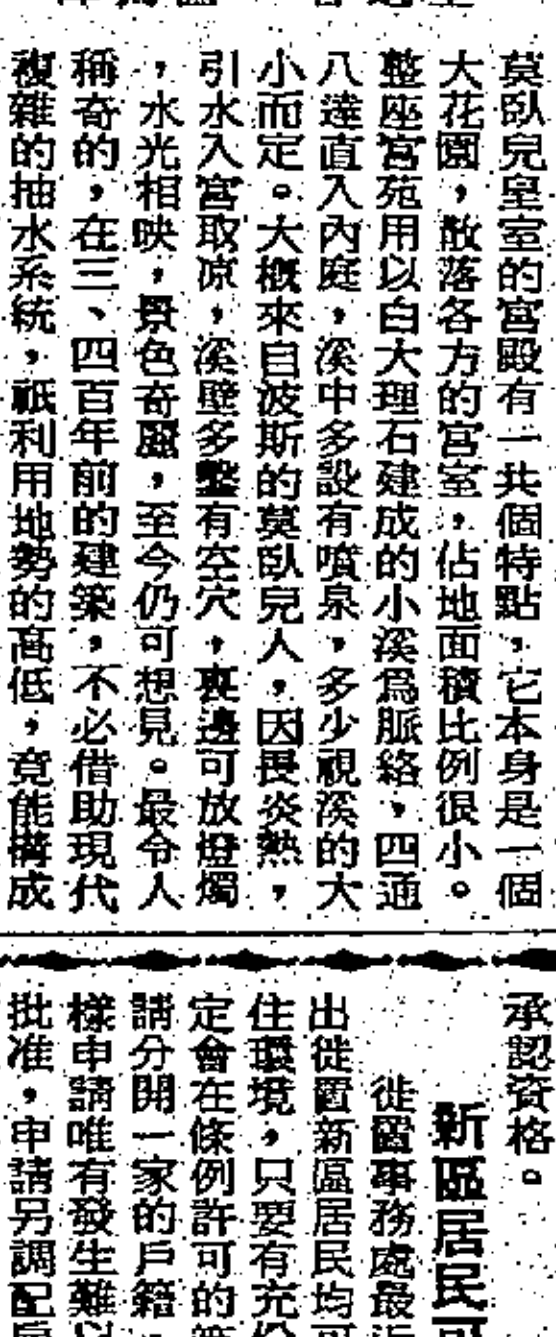 莫臥兒皇室的宮殿有一共個特點，它本身是一個
大花園，散落各方的宮室，佔地面積比例很小。
整座宮苑用以白大理石建成的小溪爲脈絡，四通
八達直入內庭，溪中多設有噴泉，多少視溪的大
小而定。大概來自波斯的莫臥兒人，因畏炎熱，
引水入宮取凉，溪壁多鑿有空穴，裏邊可放燈燭
，水光相映，景色奇麗，至今仍可想見。最令人
稱奇的，在三、四百年前的建築，不必借助現代
複雜的抽水系統，祇利用地勢的高低，竟能構成
承認資格。
新區居民可
徙置事務處最近
出徙置新區居民均可
住環境，只要有充份
定會在條例許可的
請分開一家的戶籍，
樣申請唯有發生難以
批准，申請另調配